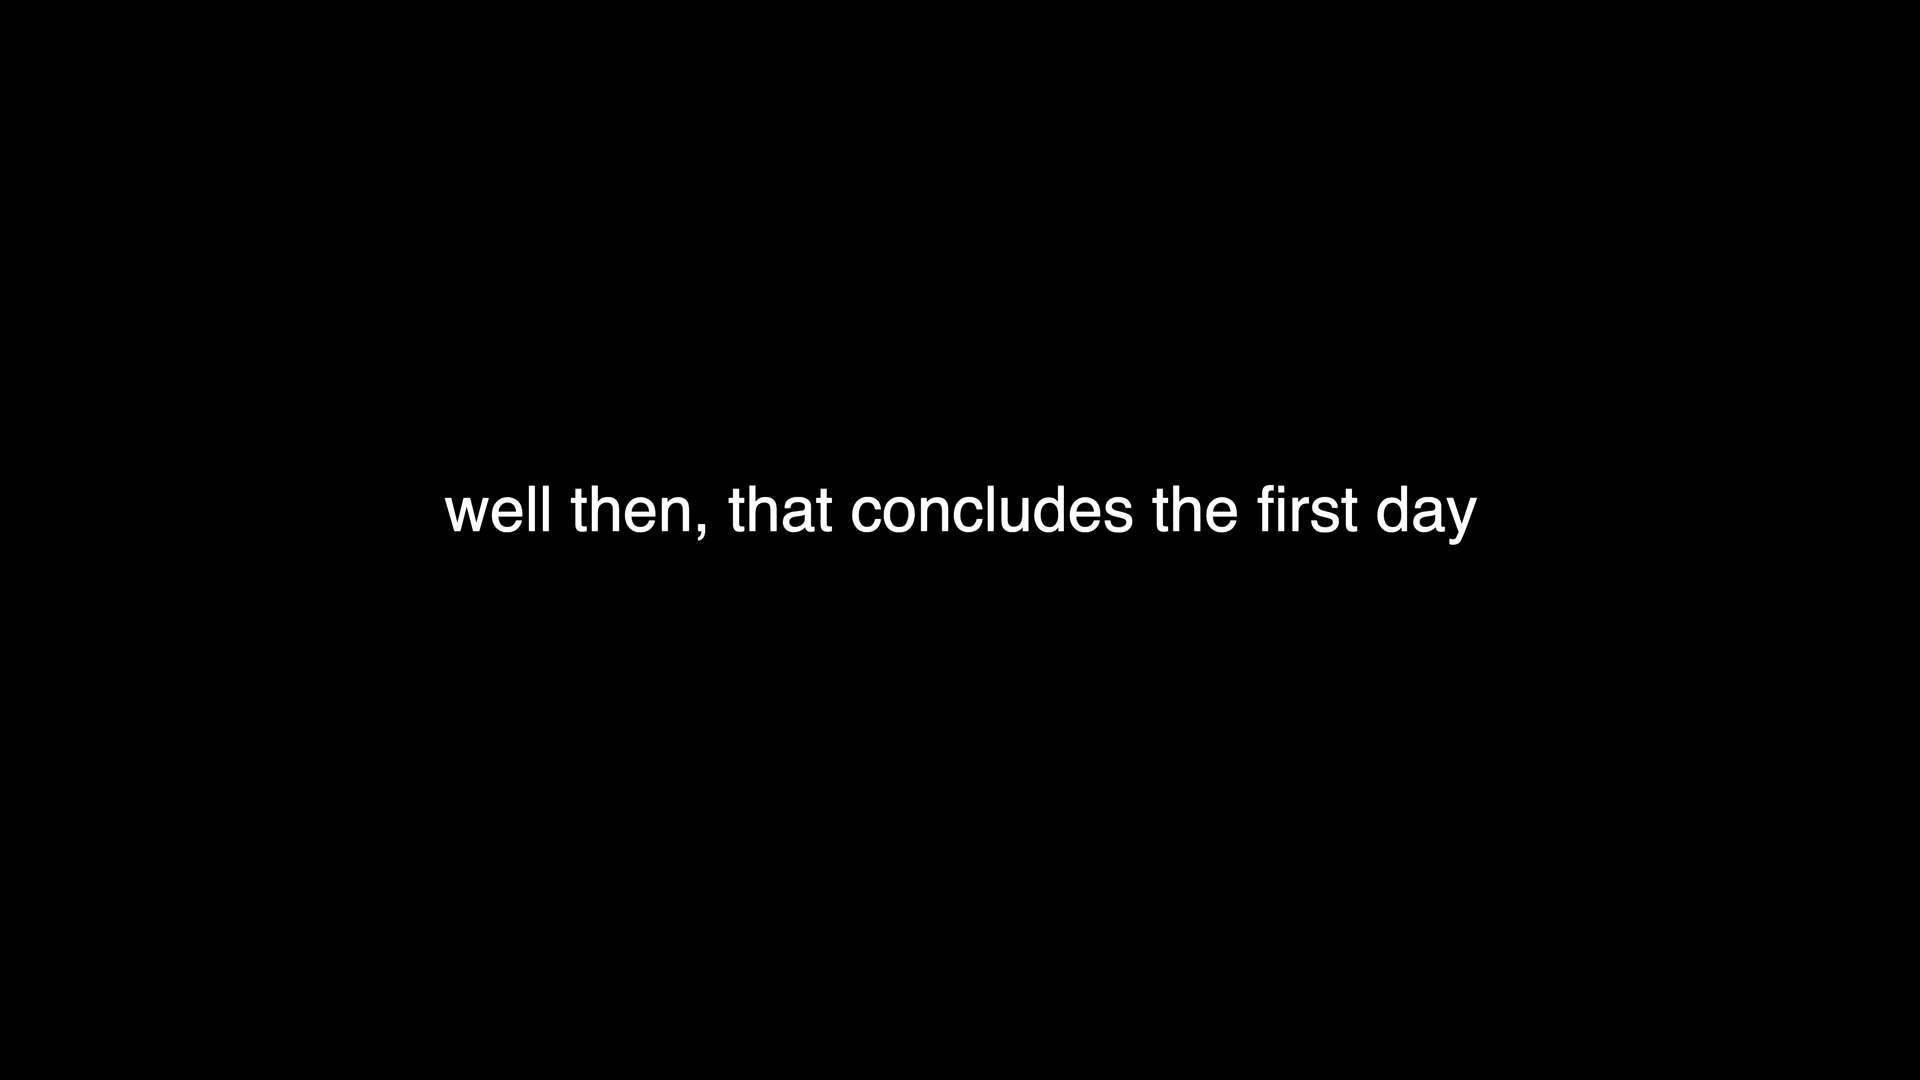 well then, that concludes the first day